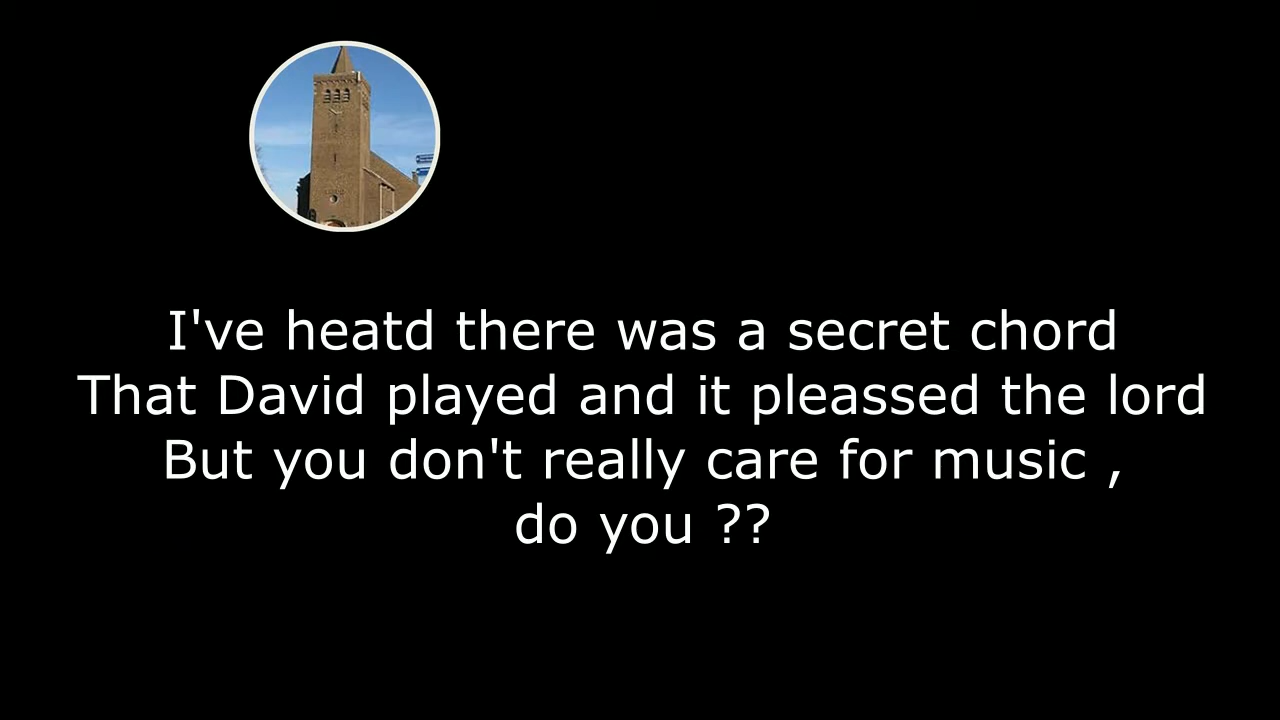 I've heatd there was a secret chord
That David played and it pleassed the lord
But you don't really care for music ,
do you ??